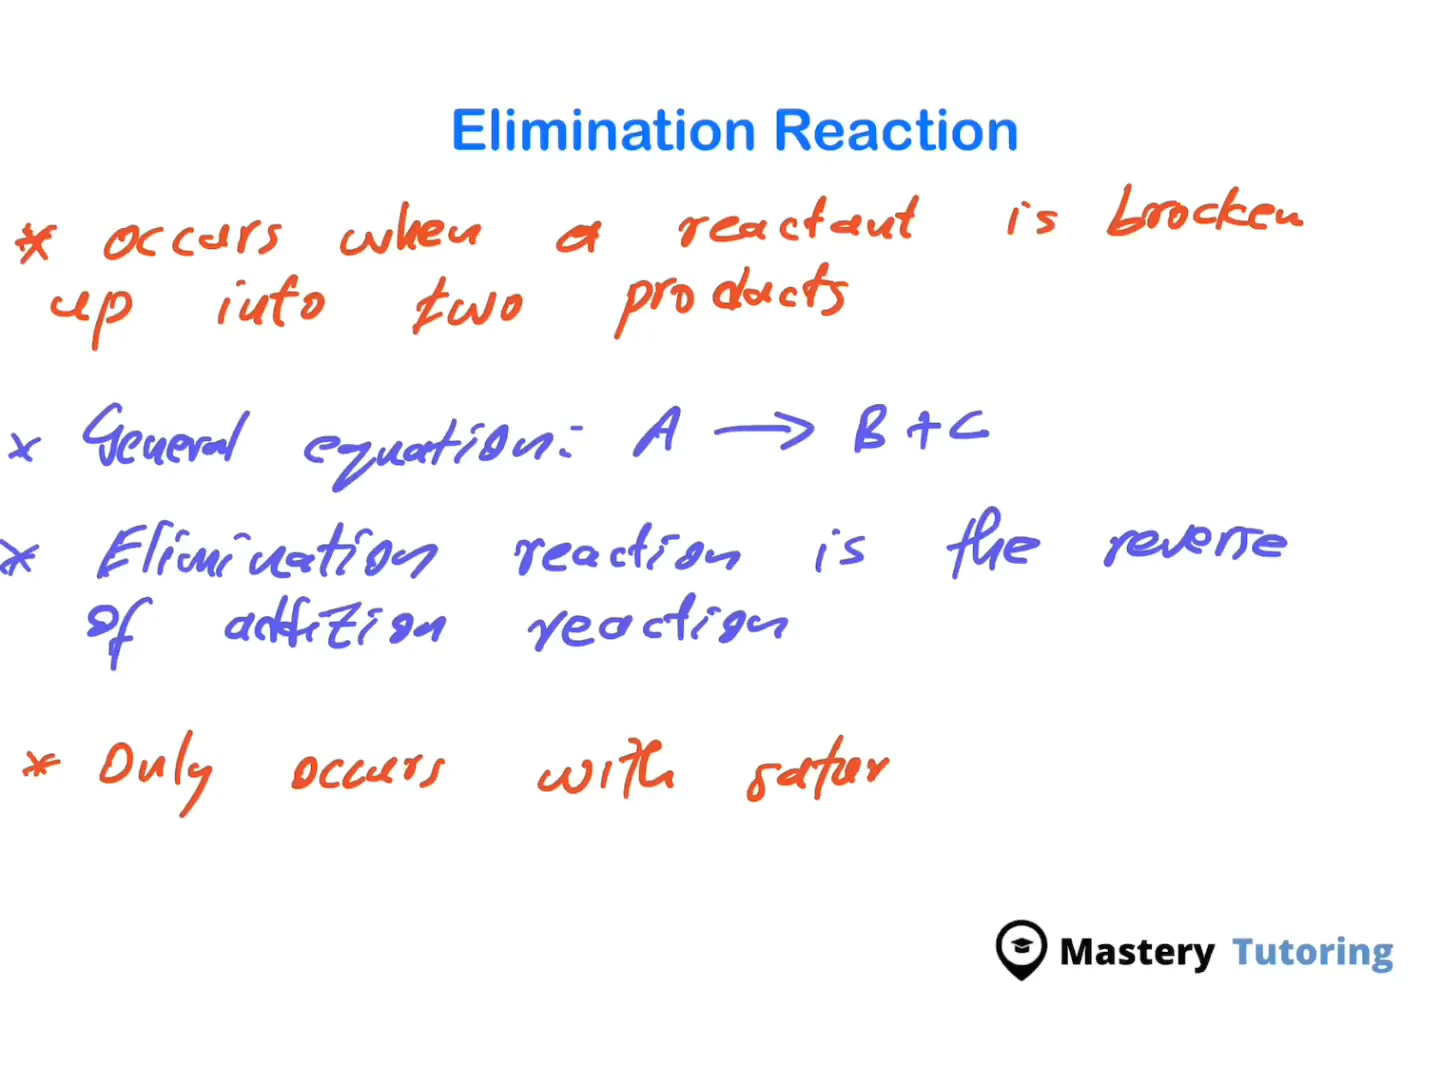 Elimination Reaction
* occurs when a reactant is brocken
up into two products
* General equation: A → B + C
* Elimination reaction is the reverse
of addition reaction
* Only occurs with satur
Mastery Tutoring